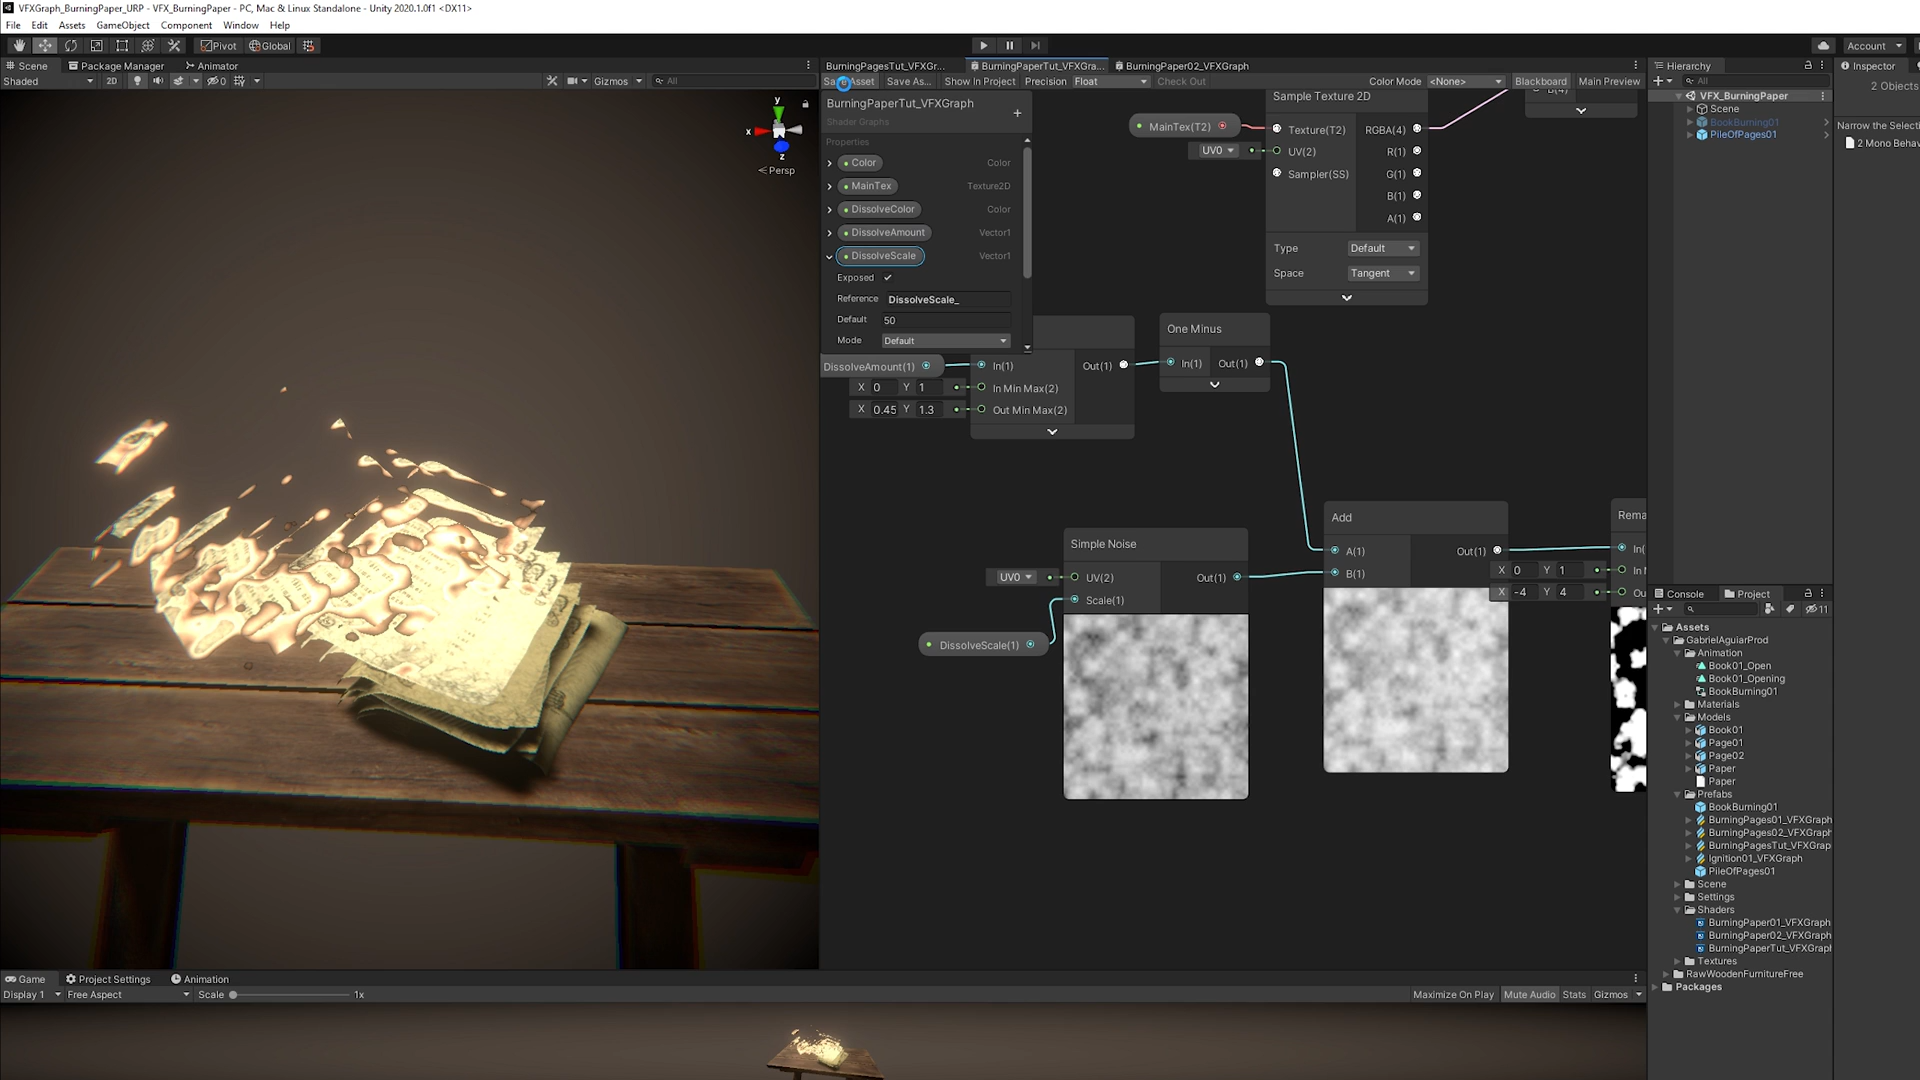 VFXGraph_BurningPaper_URP - VFX_BurningPaper - PC, Mac & Linux Standalone - Unity 2020.1.0f1 <DX11>
File Edit Assets GameObject Component Window Help
Pivot Global Account
Scene Package Manager Animator
Shaded 2D 0 Gizmos All
y
x
z
Persp
BurningPagesTut_VFXGr... BurningPaperTut_VFXGra... BurningPaper02_VFXGraph
Save Asset Save As... Show In Project Precision Float Check Out Color Mode <None> Blackboard Main Preview
BurningPaperTut_VFXGraph
Shader Graphs
Properties
Color Color
MainTex Texture2D
DissolveColor Color
DissolveAmount Vector1
DissolveScale Vector1
Exposed
Reference DissolveScale_
Default 50
Mode Default
Sample Texture 2D
MainTex(T2) Texture(T2) RGBA(4)
UV0 UV(2) R(1)
Sampler(SS) G(1)
B(1)
A(1)
Type Default
Space Tangent
B(4)
DissolveAmount(1) In(1) Out(1)
X 0 Y 1 In Min Max(2)
X 0.45 Y 1.3 Out Min Max(2)
One Minus
In(1) Out(1)
Simple Noise
UV0 UV(2) Out(1)
Scale(1)
DissolveScale(1)
Add
A(1) Out(1)
B(1)
Rema
In(
X 0 Y 1 In M
X -4 Y 4 Ou
Hierarchy
All
VFX_BurningPaper
Scene
BookBurning01
PileOfPages01
Inspector
2 Objects
Narrow the Selecti
2 Mono Behav
Console Project
11
Assets
GabrielAguiarProd
Animation
Book01_Open
Book01_Opening
BookBurning01
Materials
Models
Book01
Page01
Page02
Paper
Paper
Prefabs
BookBurning01
BurningPages01_VFXGraph
BurningPages02_VFXGraph
BurningPagesTut_VFXGrap
Ignition01_VFXGraph
PileOfPages01
Scene
Settings
Shaders
BurningPaper01_VFXGraph
BurningPaper02_VFXGraph
BurningPaperTut_VFXGraph
Textures
RawWoodenFurnitureFree
Packages
Game Project Settings Animation
Display 1 Free Aspect Scale 1x Maximize On Play Mute Audio Stats Gizmos